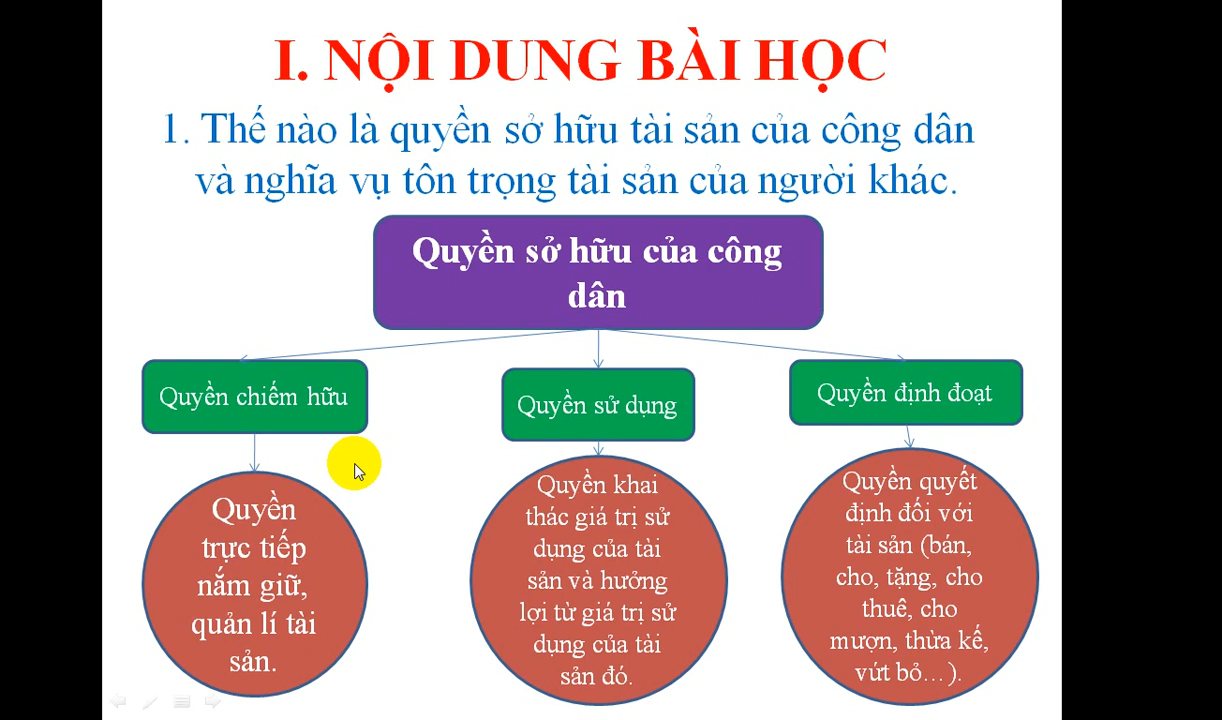 I. NỘI DUNG BÀI HỌC
1. Thế nào là quyền sở hữu tài sản của công dân
và nghĩa vụ tôn trọng tài sản của người khác.
Quyền sở hữu của công
dân
Quyền chiếm hữu
Quyền sử dụng
Quyền định đoạt
Quyền
trực tiếp
nắm giữ,
quản lí tài
sản.
Quyền khai
thác giá trị sử
dụng của tài
sản và hưởng
lợi từ giá trị sử
dụng của tài
sản đó.
Quyền quyết
định đối với
tài sản (bán,
cho, tặng, cho
thuê, cho
mượn, thừa kế,
vứt bỏ…).